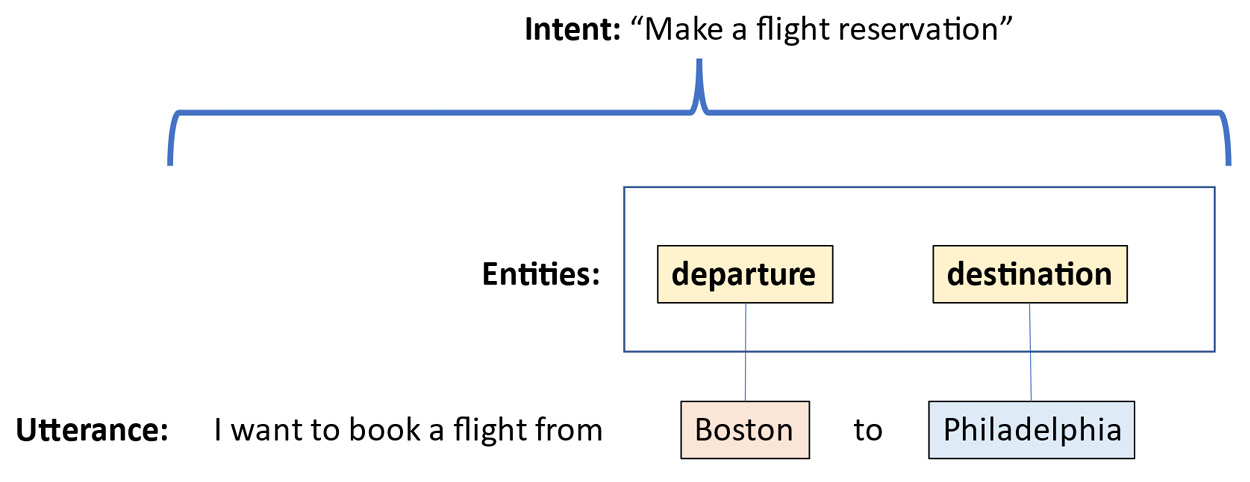 Intent: “Make a flight reservation”
Entities: departure destination
Utterance: I want to book a flight from Boston to Philadelphia